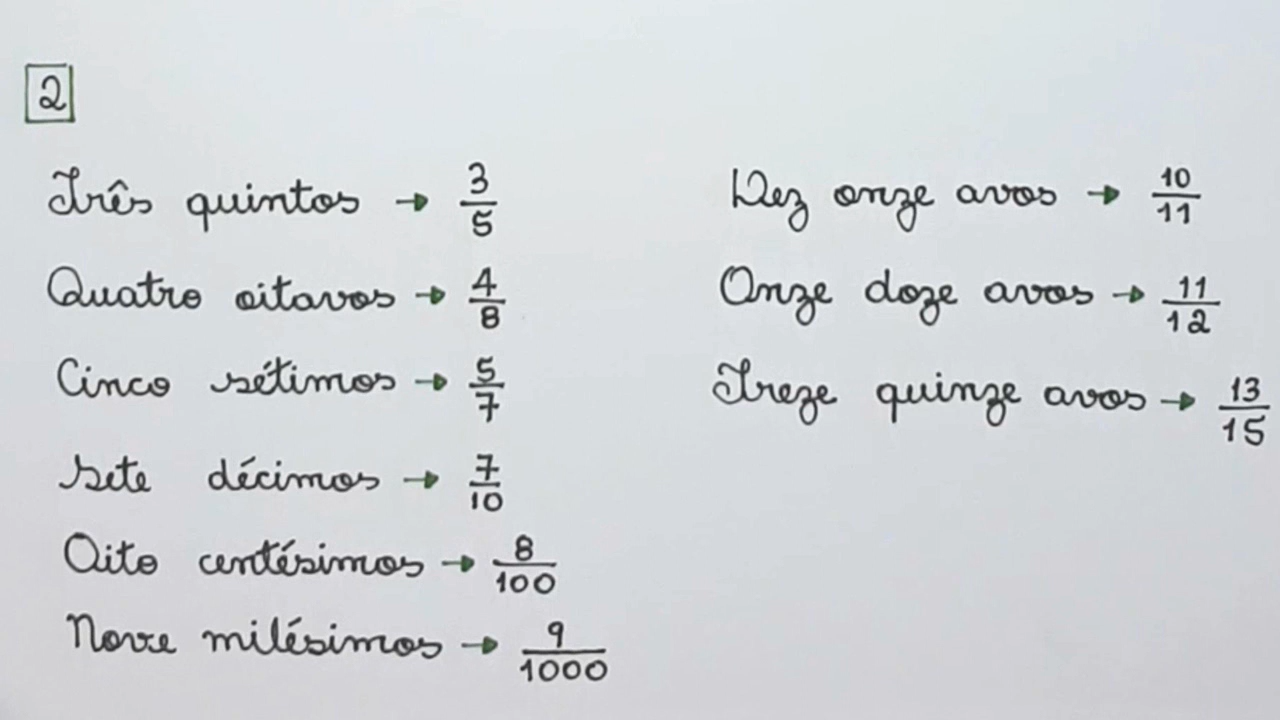 2
Três quintos → 3/5
Quatro oitavos → 4/8
Cinco sétimos → 5/7
Sete décimos → 7/10
Oito centésimos → 8/100
Nove milésimos → 9/1000
Dez onze avos → 10/11
Onze doze avos → 11/12
Treze quinze avos → 13/15